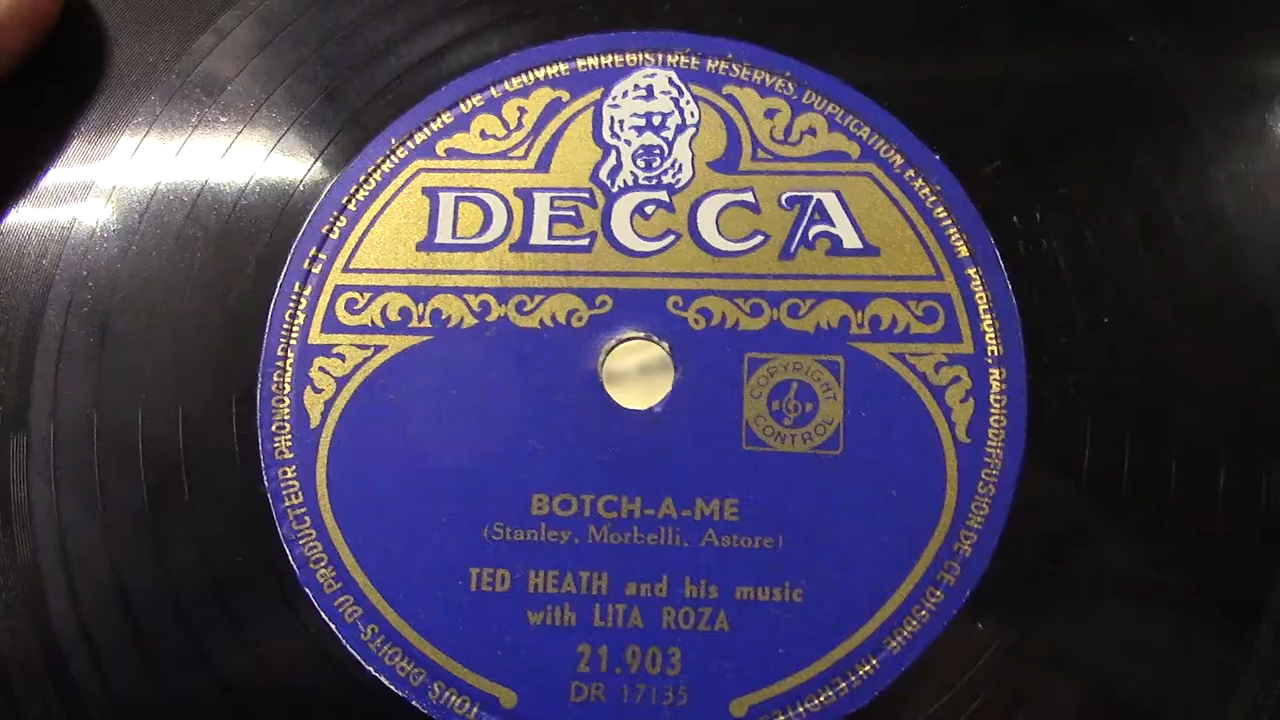 TOUS DROITS DU PRODUCTEUR PHONOGRAPHIQUE ET DU PROPRIÉTAIRE DE L'ŒUVRE ENREGISTRÉE RÉSERVÉS. DUPLICATION, EXÉCUTION PUBLIQUE, RADIODIFFUSION DE CE DISQUE INTERDITES
DECCA
COPYRIGHT
CONTROL
BOTCH-A-ME
(Stanley, Morbelli, Astore)
TED HEATH and his music
with LITA ROZA
21.903
DR 17135